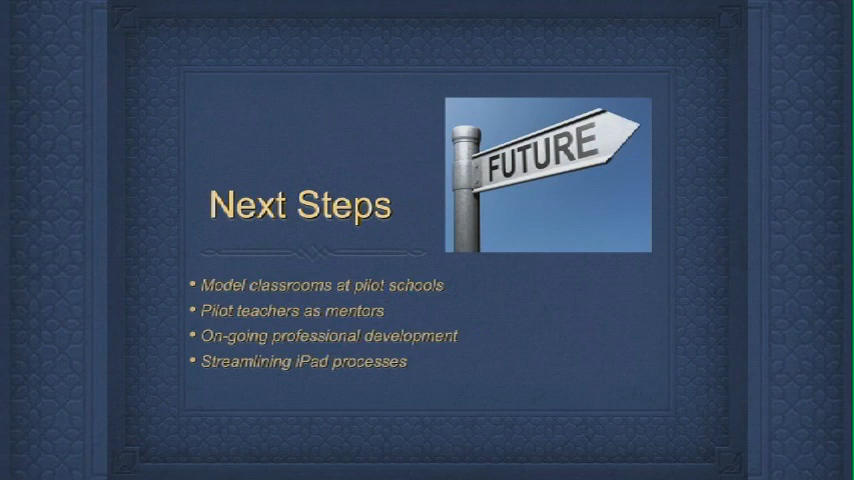 FUTURE
Next Steps
• Model classrooms at pilot schools
• Pilot teachers as mentors
• On-going professional development
• Streamlining iPad processes